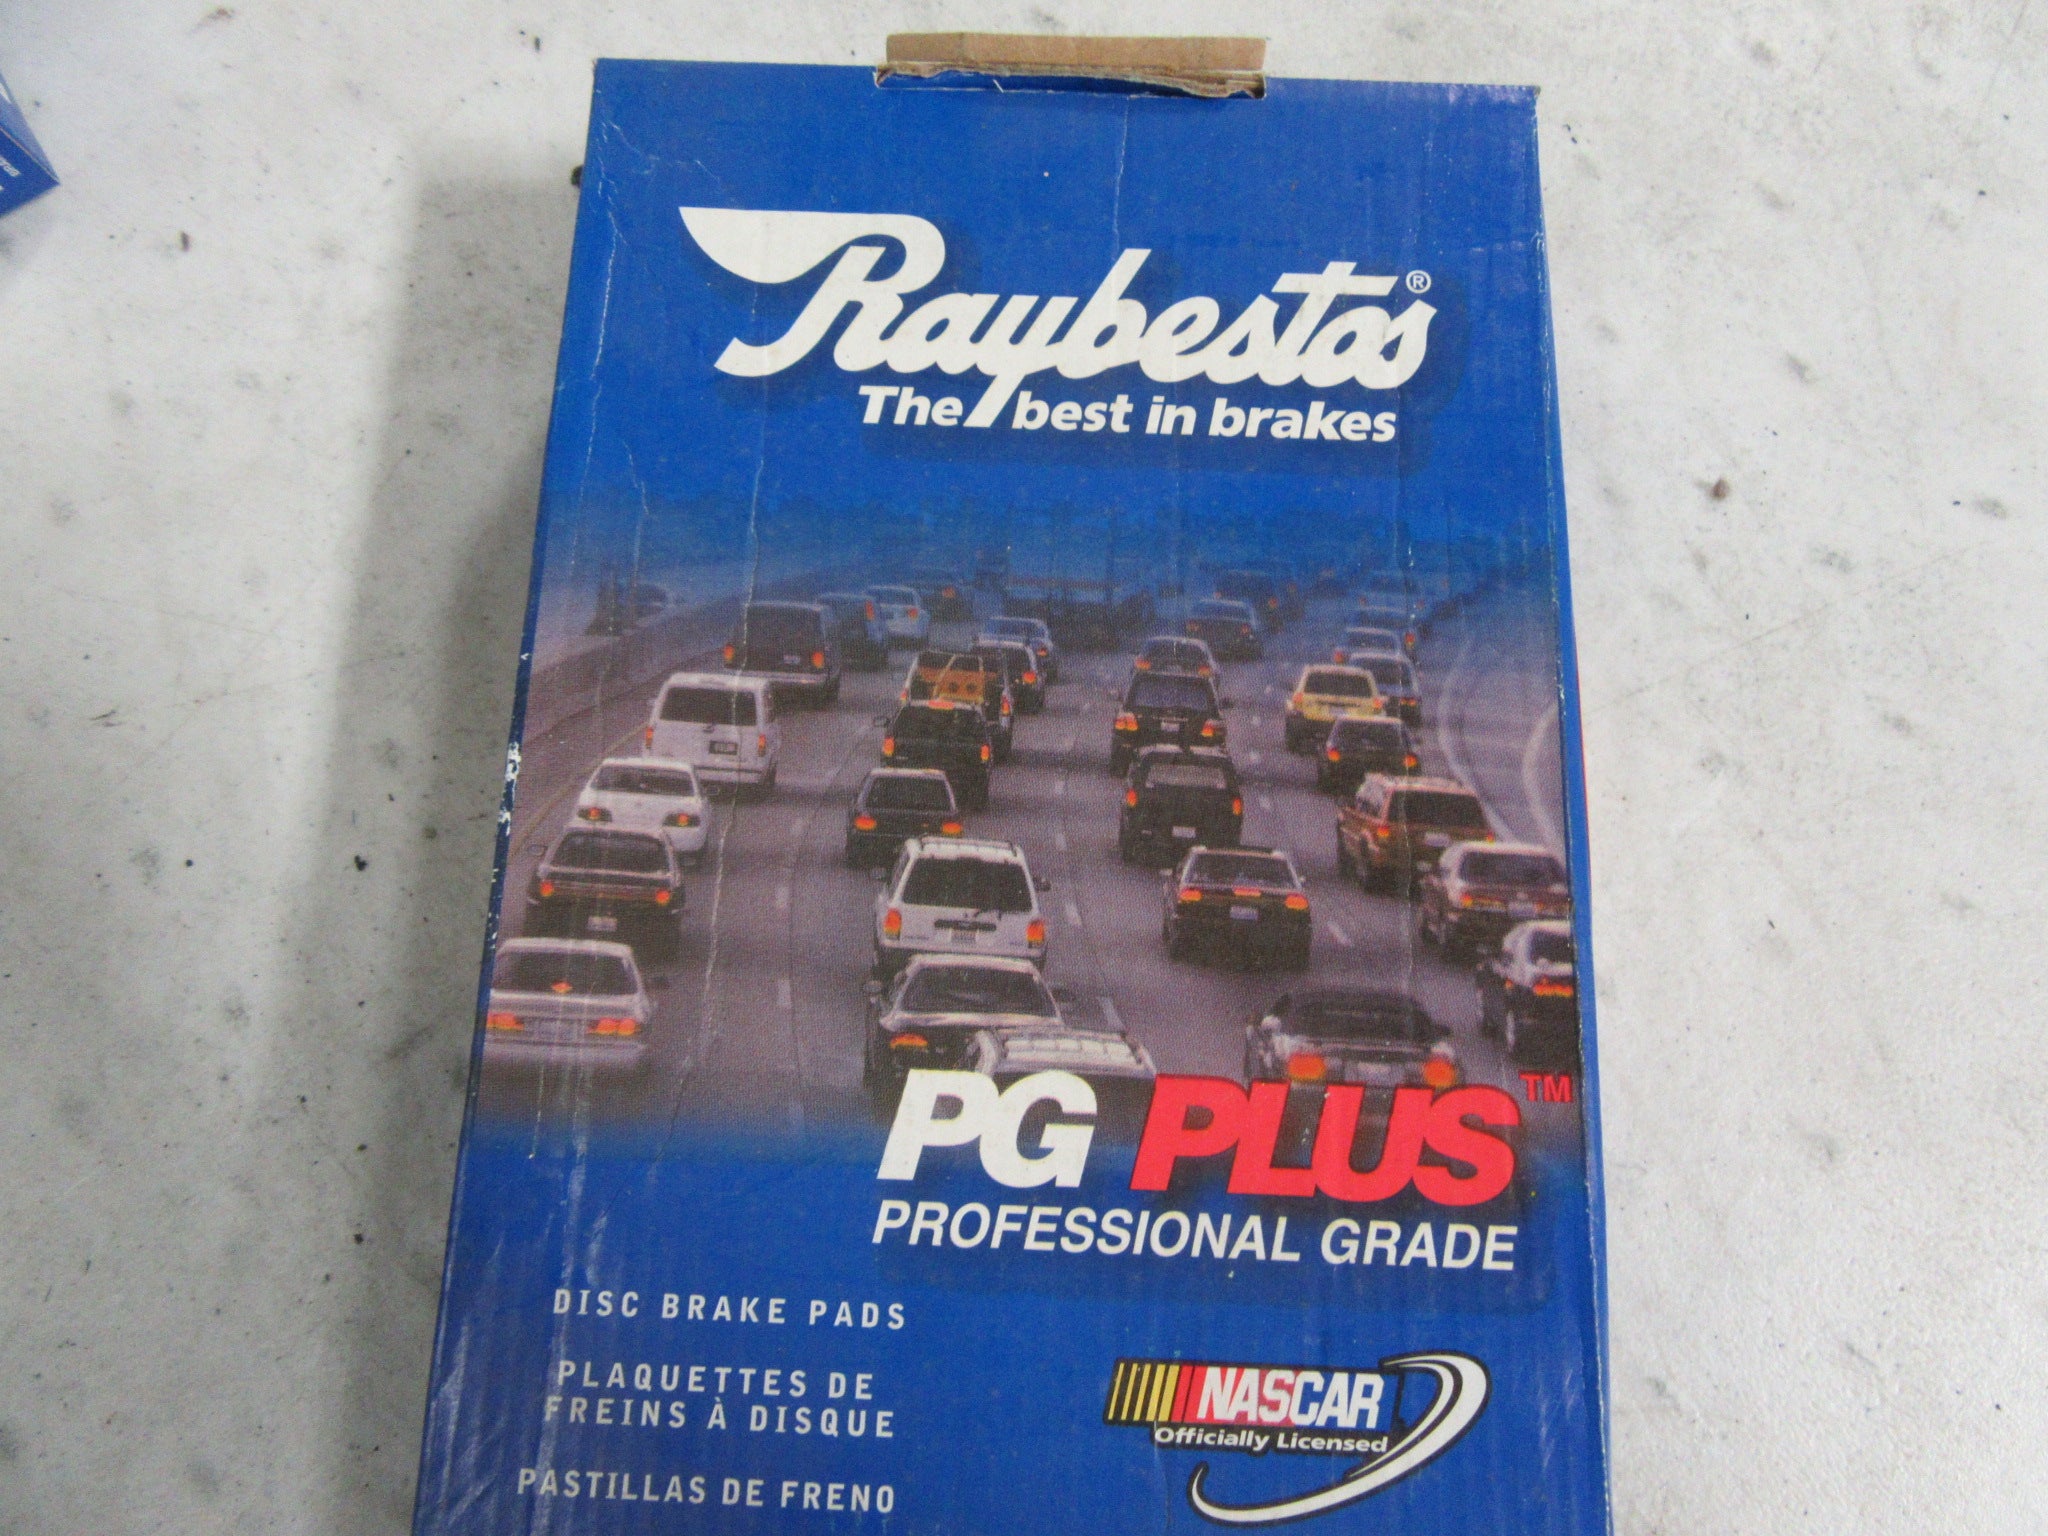 Raybestos®
The best in brakes
PG PLUS™
PROFESSIONAL GRADE
DISC BRAKE PADS
PLAQUETTES DE
FREINS À DISQUE
PASTILLAS DE FRENO
NASCAR
Officially Licensed